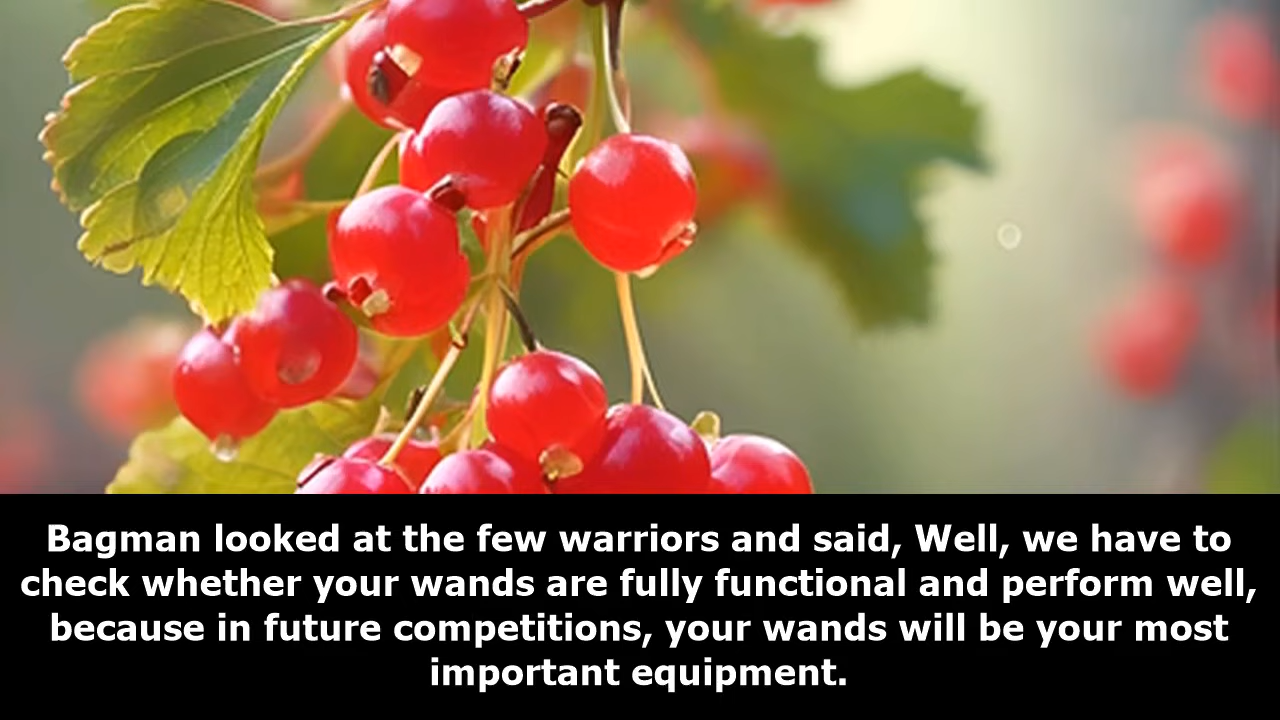 Bagman looked at the few warriors and said, Well, we have to
check whether your wands are fully functional and perform well,
because in future competitions, your wands will be your most
important equipment.